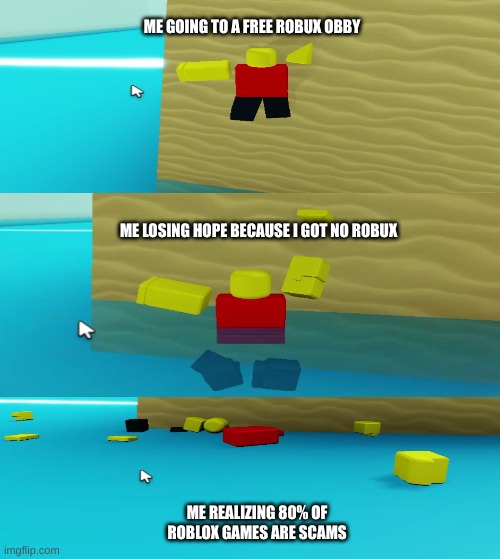 ME GOING TO A FREE ROBUX OBBY
ME LOSING HOPE BECAUSE I GOT NO ROBUX
ME REALIZING 80% OF
ROBLOX GAMES ARE SCAMS
imgflip.com